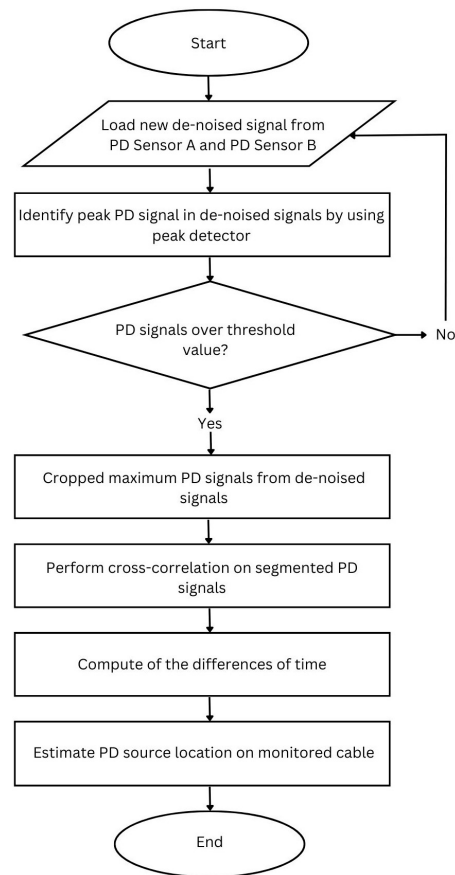 Start
Load new de-noised signal from
PD Sensor A and PD Sensor B
Identify peak PD signal in de-noised signals by using
peak detector
PD signals over threshold
value?
No
Yes
Cropped maximum PD signals from de-noised
signals
Perform cross-correlation on segmented PD
signals
Compute of the differences of time
Estimate PD source location on monitored cable
End